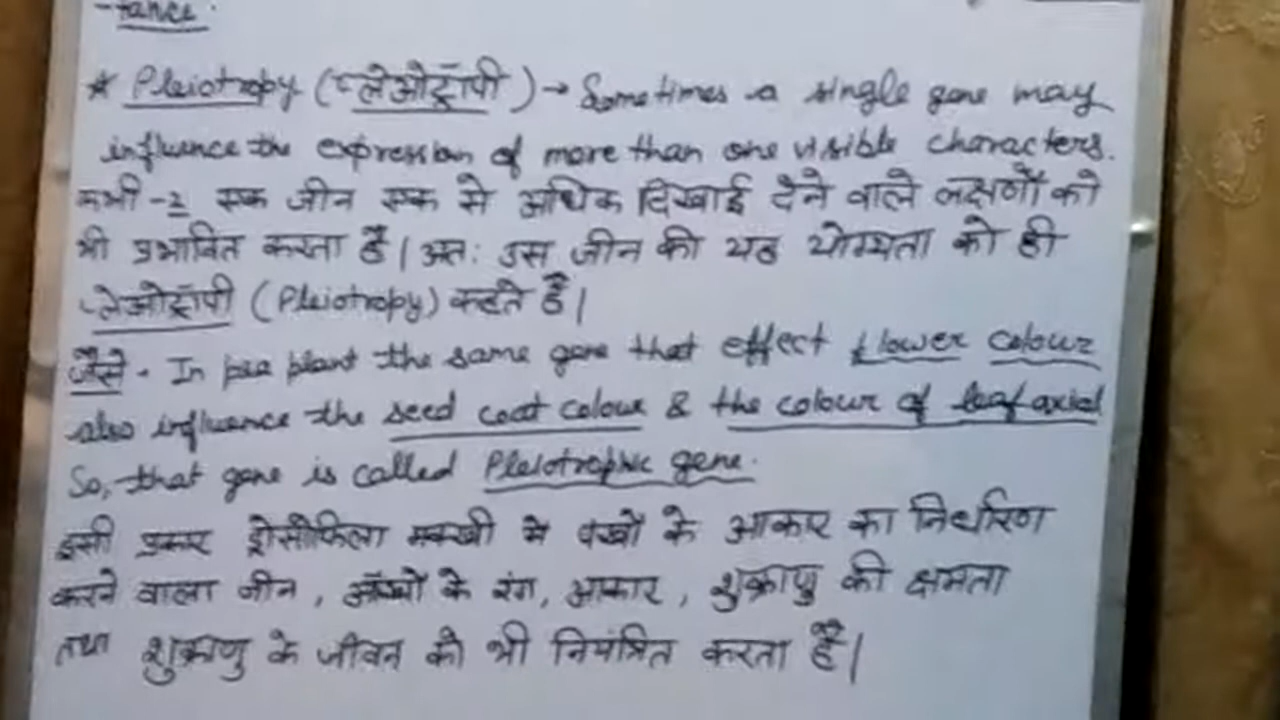 -tance.
* Pleiotropy (प्लेओट्रॉपी) → Sometimes a single gene may
influence the expression of more than one visible characters.
कभी-2 एक जीन एक से अधिक दिखाई देने वाले लक्षणों को
भी प्रभावित करता है। अत: उस जीन की यह योग्यता को ही
प्लेओट्रॉपी (Pleiotropy) कहते हैं।
जैसे - In pea plant the same gene that effect flower colour
also influence the seed coat colour & the colour of leaf axial
So, that gene is called Pleiotrophic gene.
इसी प्रकार ड्रोसोफिला मक्खी में पंखों के आकार का निर्धारण
करने वाला जीन, आँखों के रंग, आकार, शुक्राणु की क्षमता
तथा शुक्राणु के जीवन को भी नियंत्रित करता है।